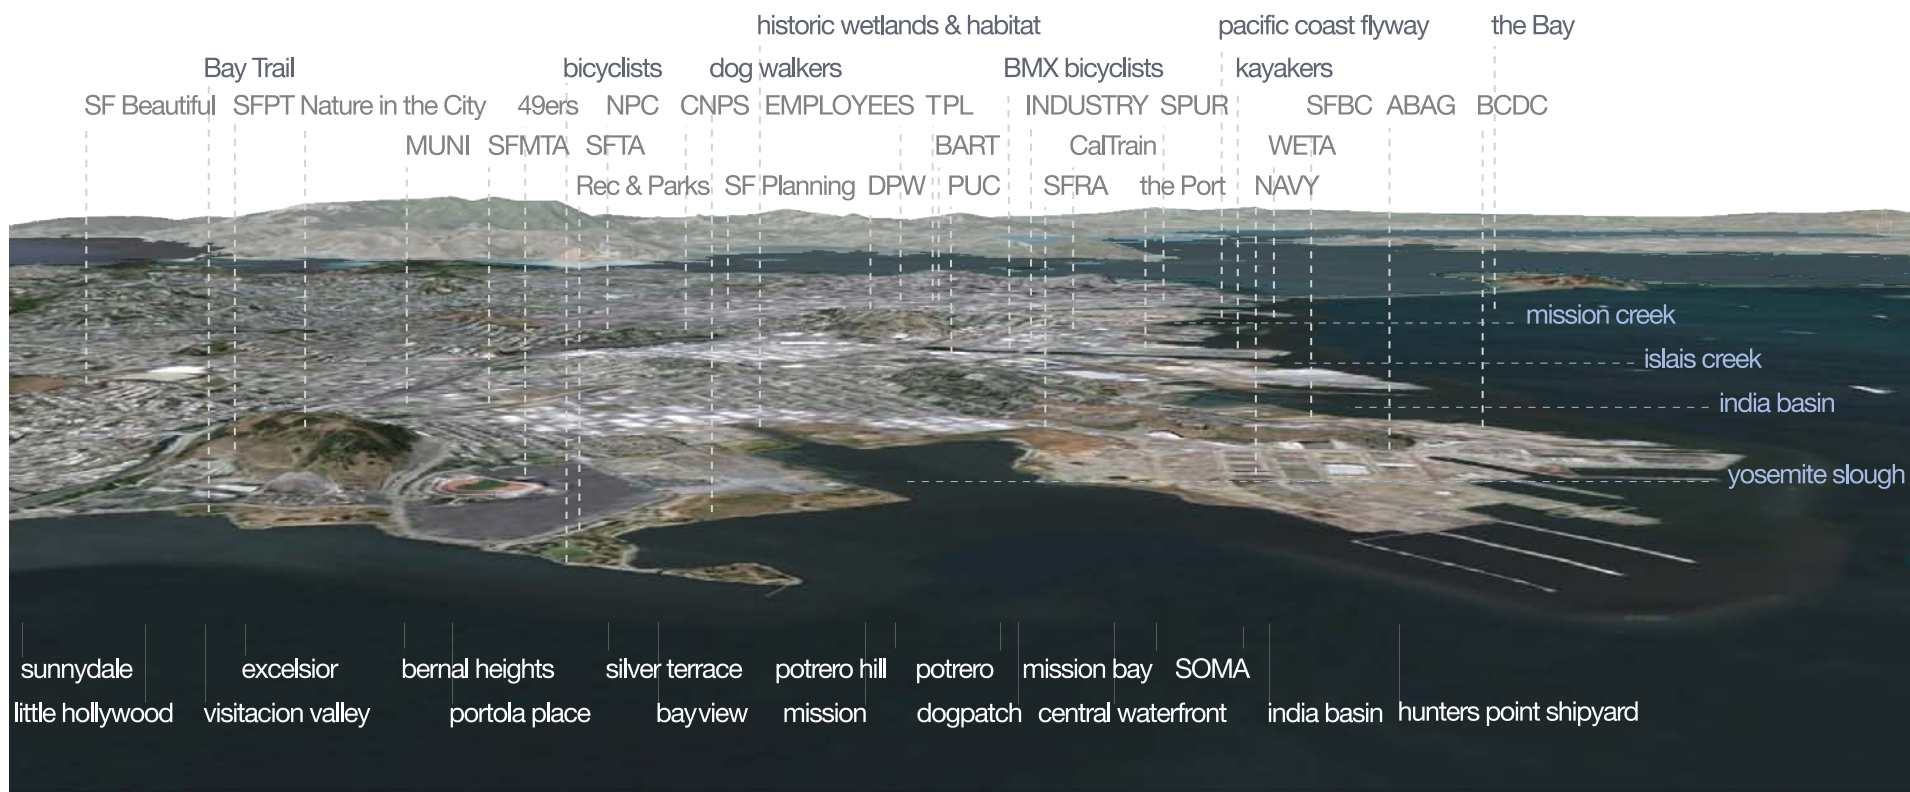 historic wetlands & habitat pacific coast flyway the Bay
Bay Trail bicyclists dog walkers BMX bicyclists kayakers
SF Beautiful SFPT Nature in the City 49ers NPC CNPS EMPLOYEES TPL INDUSTRY SPUR SFBC ABAG BCDC
MUNI SFMTA SFTA BART CalTrain WETA
Rec & Parks SF Planning DPW PUC SFRA the Port NAVY
mission creek
islais creek
india basin
yosemite slough
sunnydale excelsior bernal heights silver terrace potrero hill potrero mission bay SOMA
little hollywood visitacion valley portola place bayview mission dogpatch central waterfront india basin hunters point shipyard